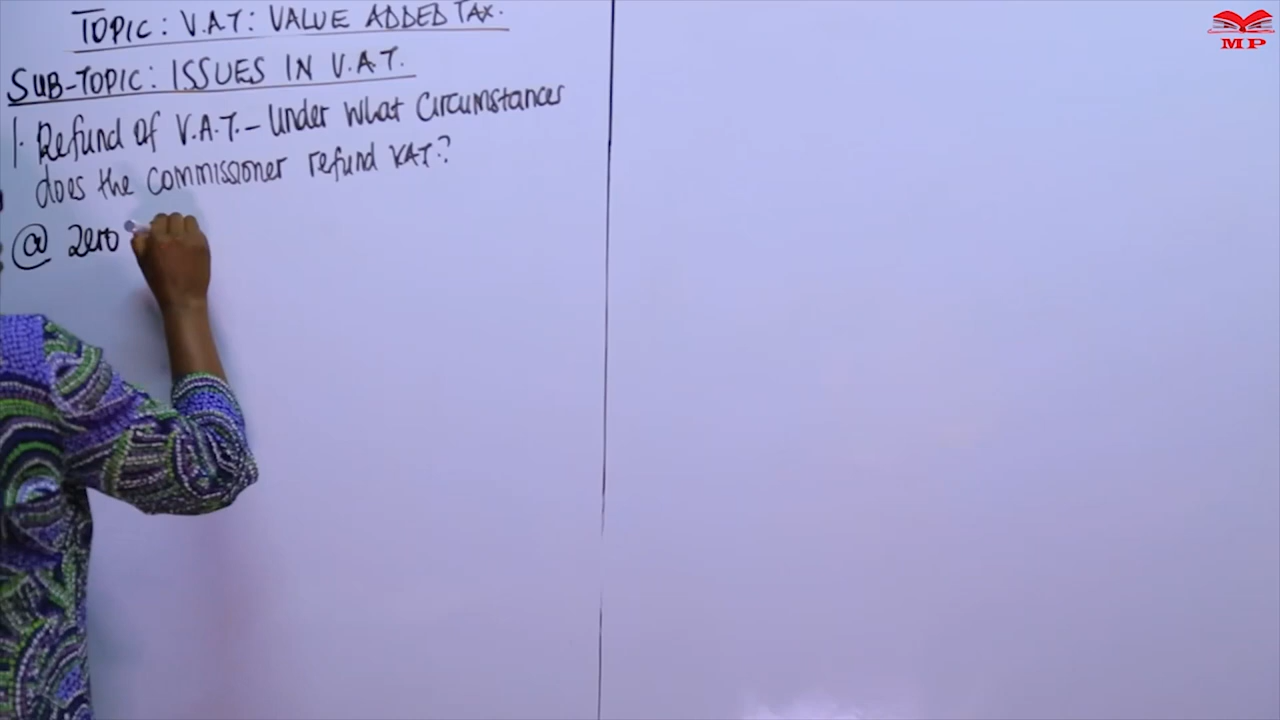 TOPIC: V.A.T: VALUE ADDED TAX.
SUB-TOPIC: ISSUES IN V.A.T.
1. Refund of V.A.T. - Under what Circumstances
does the Commissioner refund VAT.?
@ Zero
MP